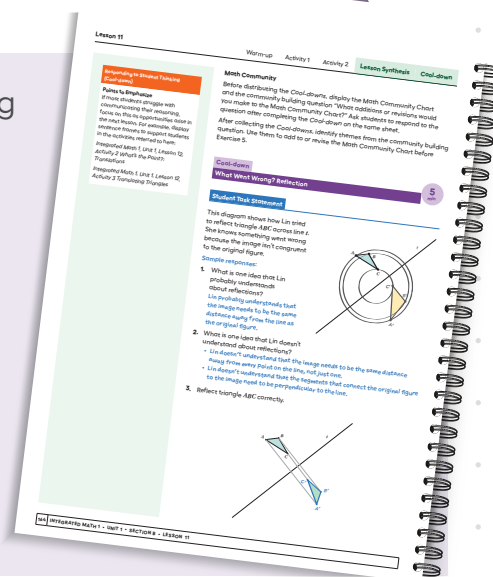 g
Lesson 11
Warm-up Activity 1 Activity 2 Lesson Synthesis Cool-down
Responding to Student Thinking
(Cool-down)
Points to Emphasize
If most students struggle with
communicating their reasoning,
focus on this as opportunities arise in
the next lesson. For example, display
sentence frames to support students
in the activities referred to here:
Integrated Math 1, Unit 1, Lesson 12,
Activity 2 What's the Point?:
Translations
Integrated Math 1, Unit 1, Lesson 12,
Activity 3 Translating Triangles
Math Community
Before distributing the Cool-downs, display the Math Community Chart
and the community building question "What additions or revisions would
you make to the Math Community Chart?" Ask students to respond to the
question after completing the Cool-down on the same sheet.
After collecting the Cool-downs, identify themes from the community building
question. Use them to add to or revise the Math Community Chart before
Exercise 5.
Cool-down
What Went Wrong? Reflection
5
min
Student Task Statement
This diagram shows how Lin tried
to reflect triangle ABC across line ℓ.
She knows something went wrong
because the image isn't congruent
to the original figure.
Sample responses:
1. What is one idea that Lin
probably understands
about reflections?
Lin probably understands that
the image needs to be the same
distance away from the line as
the original figure.
A B C ℓ C' A'
2. What is one idea that Lin doesn't
understand about reflections?
• Lin doesn't understand that the image needs to be the same distance
away from every point on the line, not just one.
• Lin doesn't understand that the segments that connect the original figure
to the image need to be perpendicular to the line.
3. Reflect triangle ABC correctly.
A B C ℓ C' B' A'
166 INTEGRATED MATH 1 • UNIT 1 • SECTION B • LESSON 11